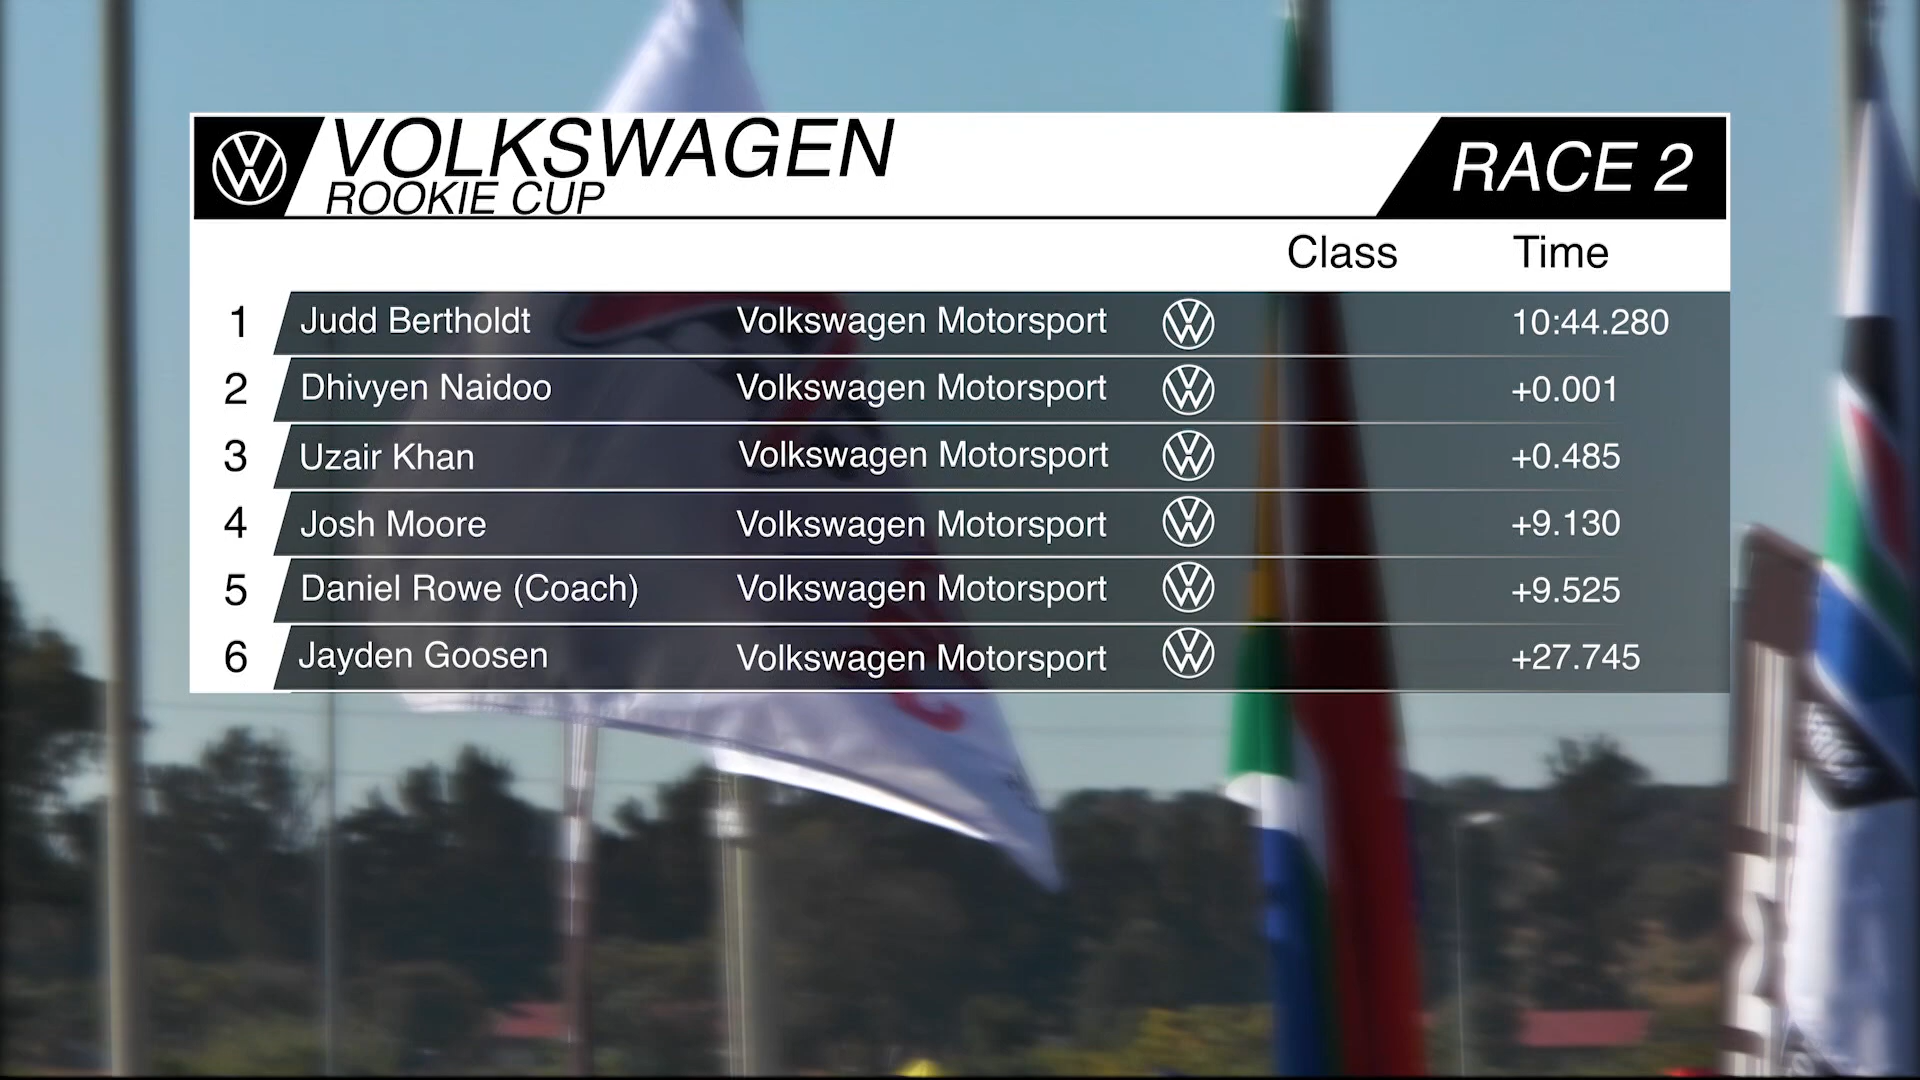 VOLKSWAGEN
ROOKIE CUP
RACE 2
Class Time
1 Judd Bertholdt Volkswagen Motorsport 10:44.280
2 Dhivyen Naidoo Volkswagen Motorsport +0.001
3 Uzair Khan Volkswagen Motorsport +0.485
4 Josh Moore Volkswagen Motorsport +9.130
5 Daniel Rowe (Coach) Volkswagen Motorsport +9.525
6 Jayden Goosen Volkswagen Motorsport +27.745